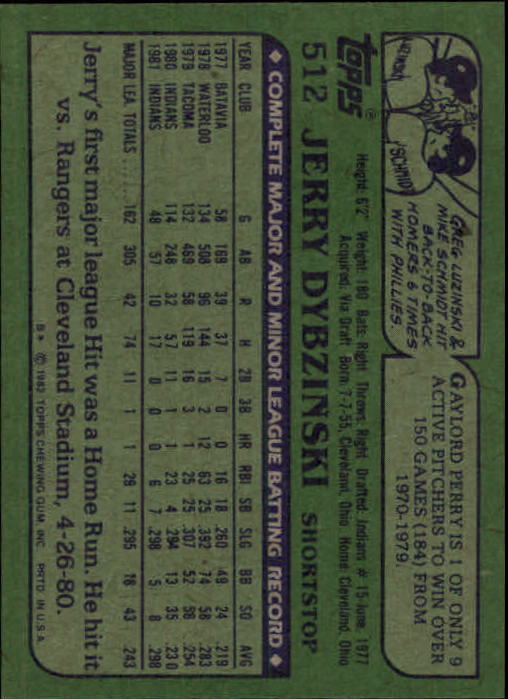 LUZINSKI
SCHMIDT
GREG LUZINSKI &
MIKE SCHMIDT HIT
BACK-TO-BACK
HOMERS 6 TIMES
WITH PHILLIES
GAYLORD PERRY IS 1 OF ONLY 9
ACTIVE PITCHERS TO WIN OVER
150 GAMES (184) FROM
1970-1979.
Topps®
Height: 6'2" Weight: 180 Bats: Right Throws: Right Drafted: Indians # 15-June, 1977
Acquired: Via Draft Born: 7-7-55, Cleveland, Ohio Home: Cleveland, Ohio
512 JERRY DYBZINSKI SHORTSTOP
◆ COMPLETE MAJOR AND MINOR LEAGUE BATTING RECORD ◆
YEAR CLUB G AB R H 2B 3B HR RBI SB SLG BB SO AVG
1977 BATAVIA 58 169 39 37 7 0 0 16 18 .260 49 24 .219
1978 WATERLOO 134 508 96 144 15 2 12 63 25 .392 74 58 .283
1979 TACOMA 132 469 58 119 16 3 1 25 25 .307 52 58 .254
1980 INDIANS 114 248 32 57 11 1 1 23 4 .294 13 35 .230
1981 INDIANS 48 57 10 17 0 0 0 6 7 .298 5 8 .298
MAJOR LEA. TOTALS ...... 162 305 42 74 11 1 1 29 11 .295 18 43 .243
Jerry's first major league Hit was a Home Run. He hit it
vs. Rangers at Cleveland Stadium, 4-26-80.
B* © 1982 TOPPS CHEWING GUM, INC. PRTD. IN U.S.A.